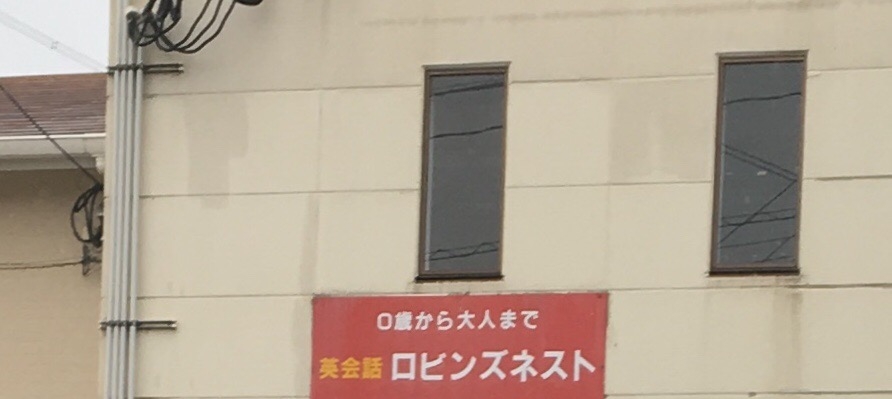 0歳から大人まで
英会話 ロビンズネスト